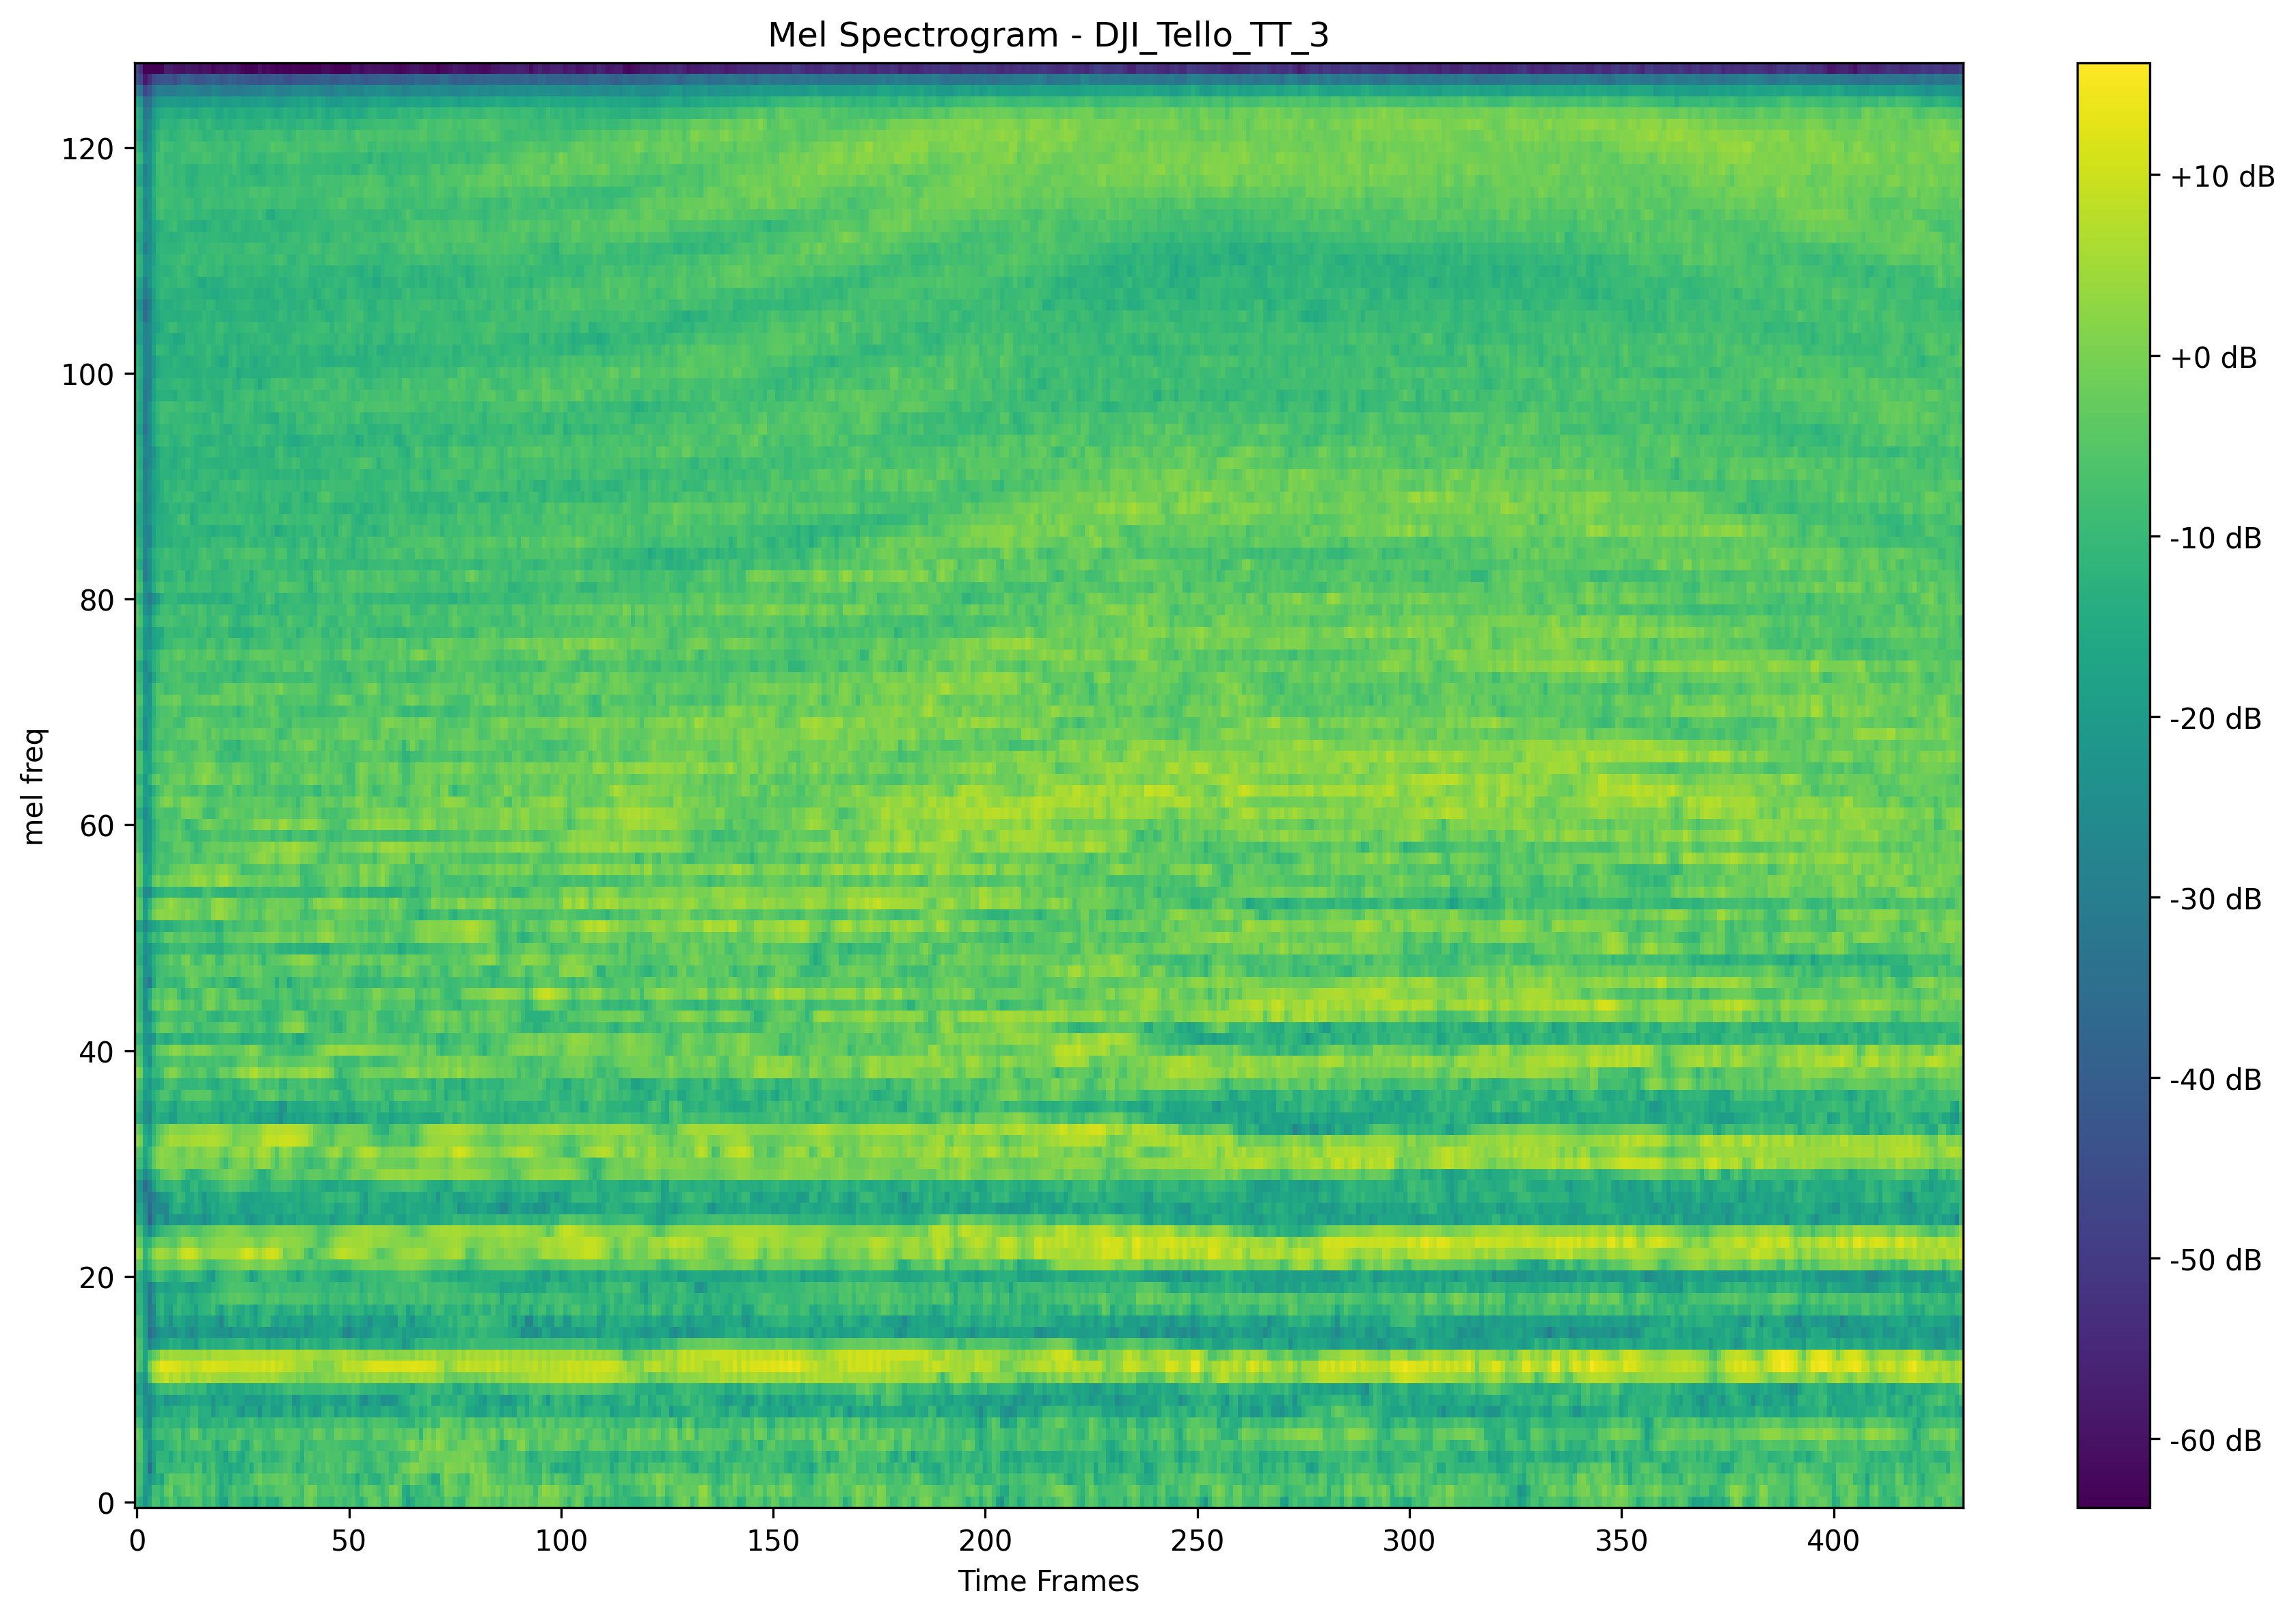 Mel Spectrogram - DJI_Tello_TT_3
mel freq
120
100
80
60
40
20
0
0 50 100 150 200 250 300 350 400
Time Frames
+10 dB
+0 dB
-10 dB
-20 dB
-30 dB
-40 dB
-50 dB
-60 dB